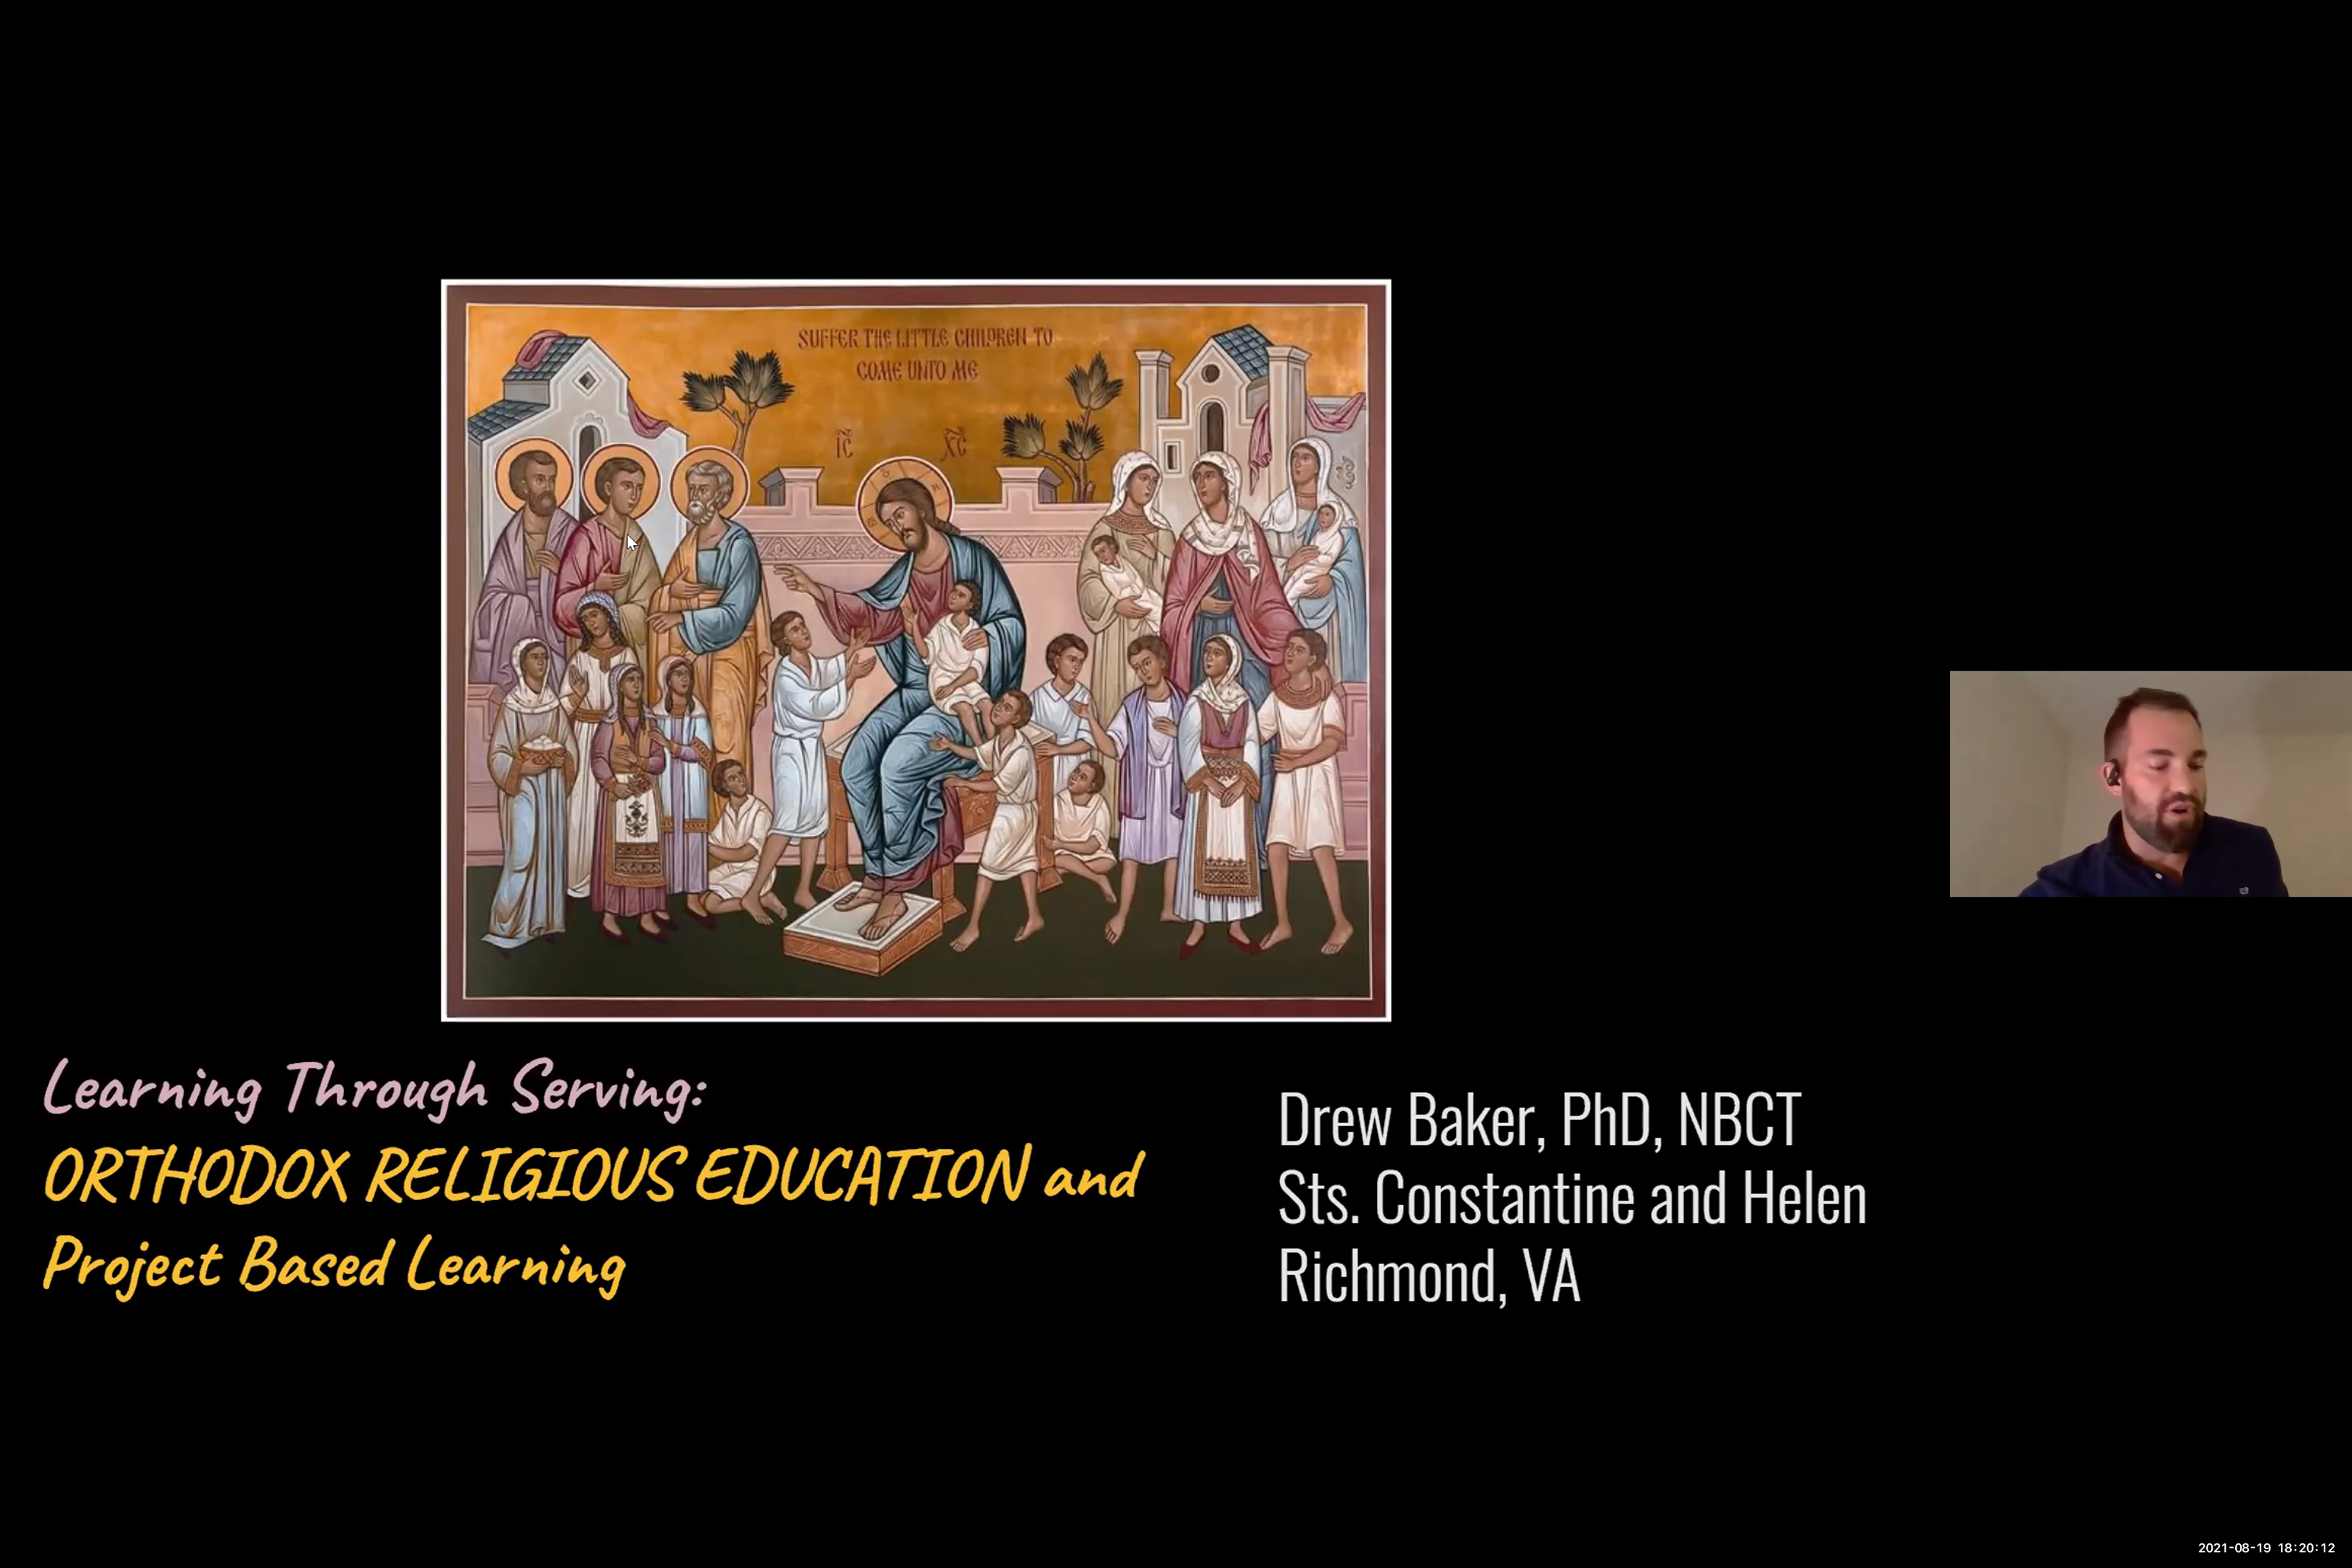 SUFFER THE LITTLE CHILDREN TO
COME UNTO ME
IC XC
Learning Through Serving:
ORTHODOX RELIGIOUS EDUCATION and
Project Based Learning
Drew Baker, PhD, NBCT
Sts. Constantine and Helen
Richmond, VA
2021-08-19 18:20:12